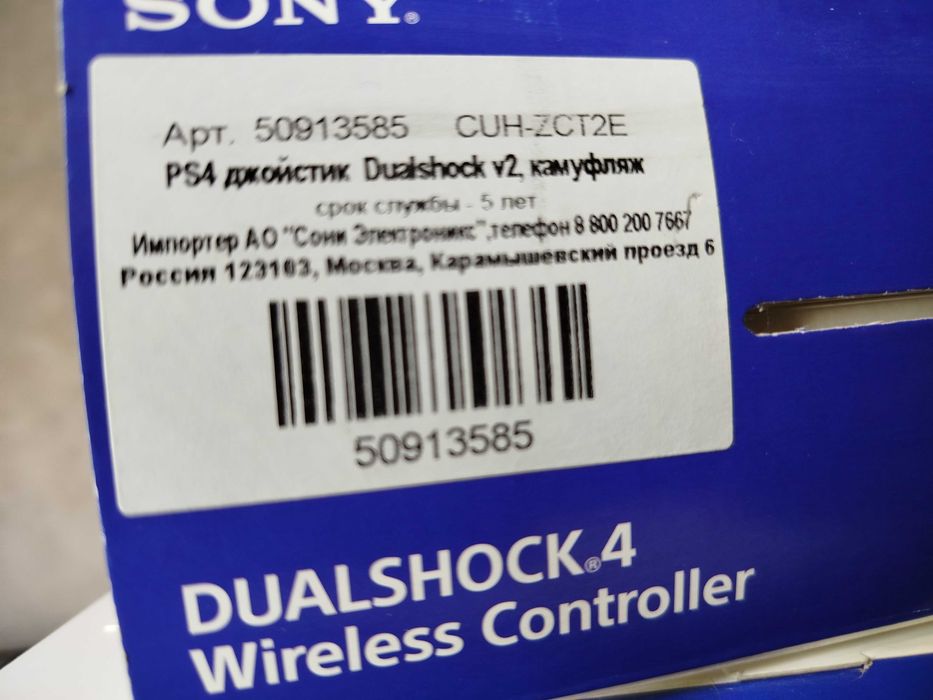 SONY®
Арт. 50913585 CUH-ZCT2E
PS4 джойстик Dualshock v2, камуфляж
срок службы - 5 лет
Импортер АО "Сони Электроникс",телефон 8 800 200 7667
Россия 123103, Москва, Карамышевский проезд 6
50913585
DUALSHOCK®4
Wireless Controller